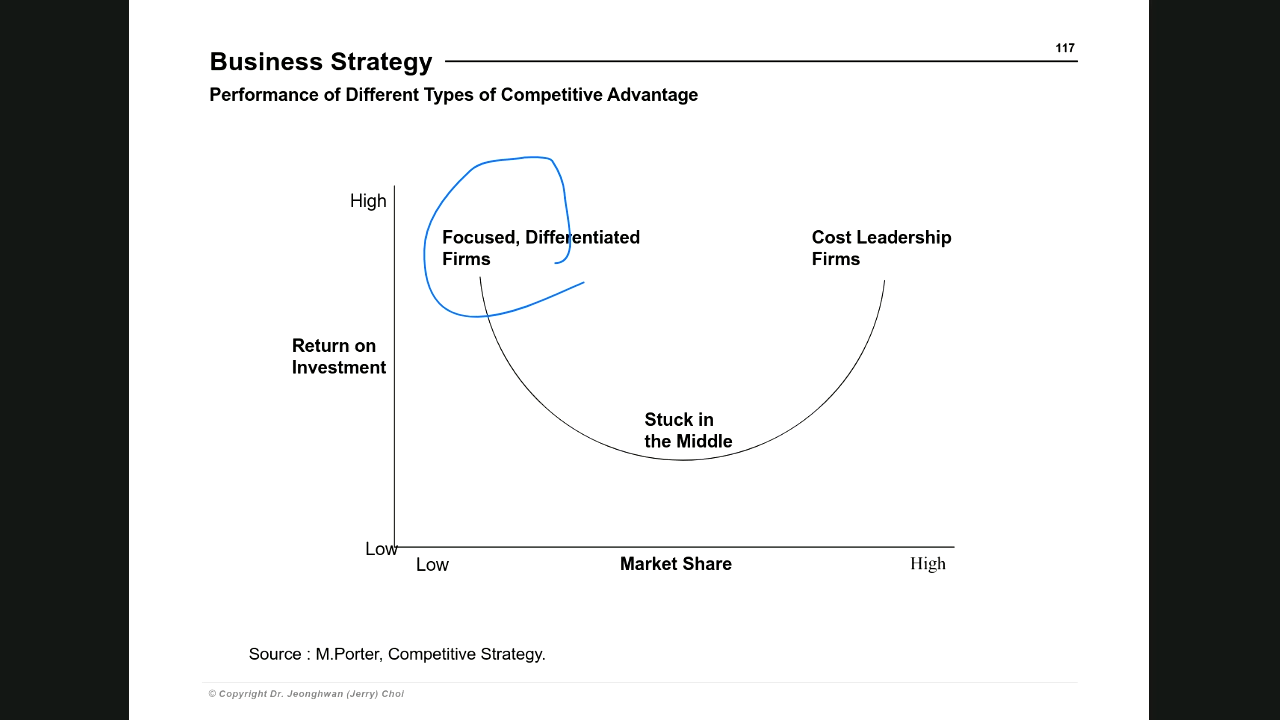 117
Business Strategy
Performance of Different Types of Competitive Advantage
High
Focused, Differentiated
Firms
Cost Leadership
Firms
Return on
Investment
Stuck in
the Middle
Low
Low
Market Share
High
Source : M.Porter, Competitive Strategy.
© Copyright Dr. Jeonghwan (Jerry) Choi